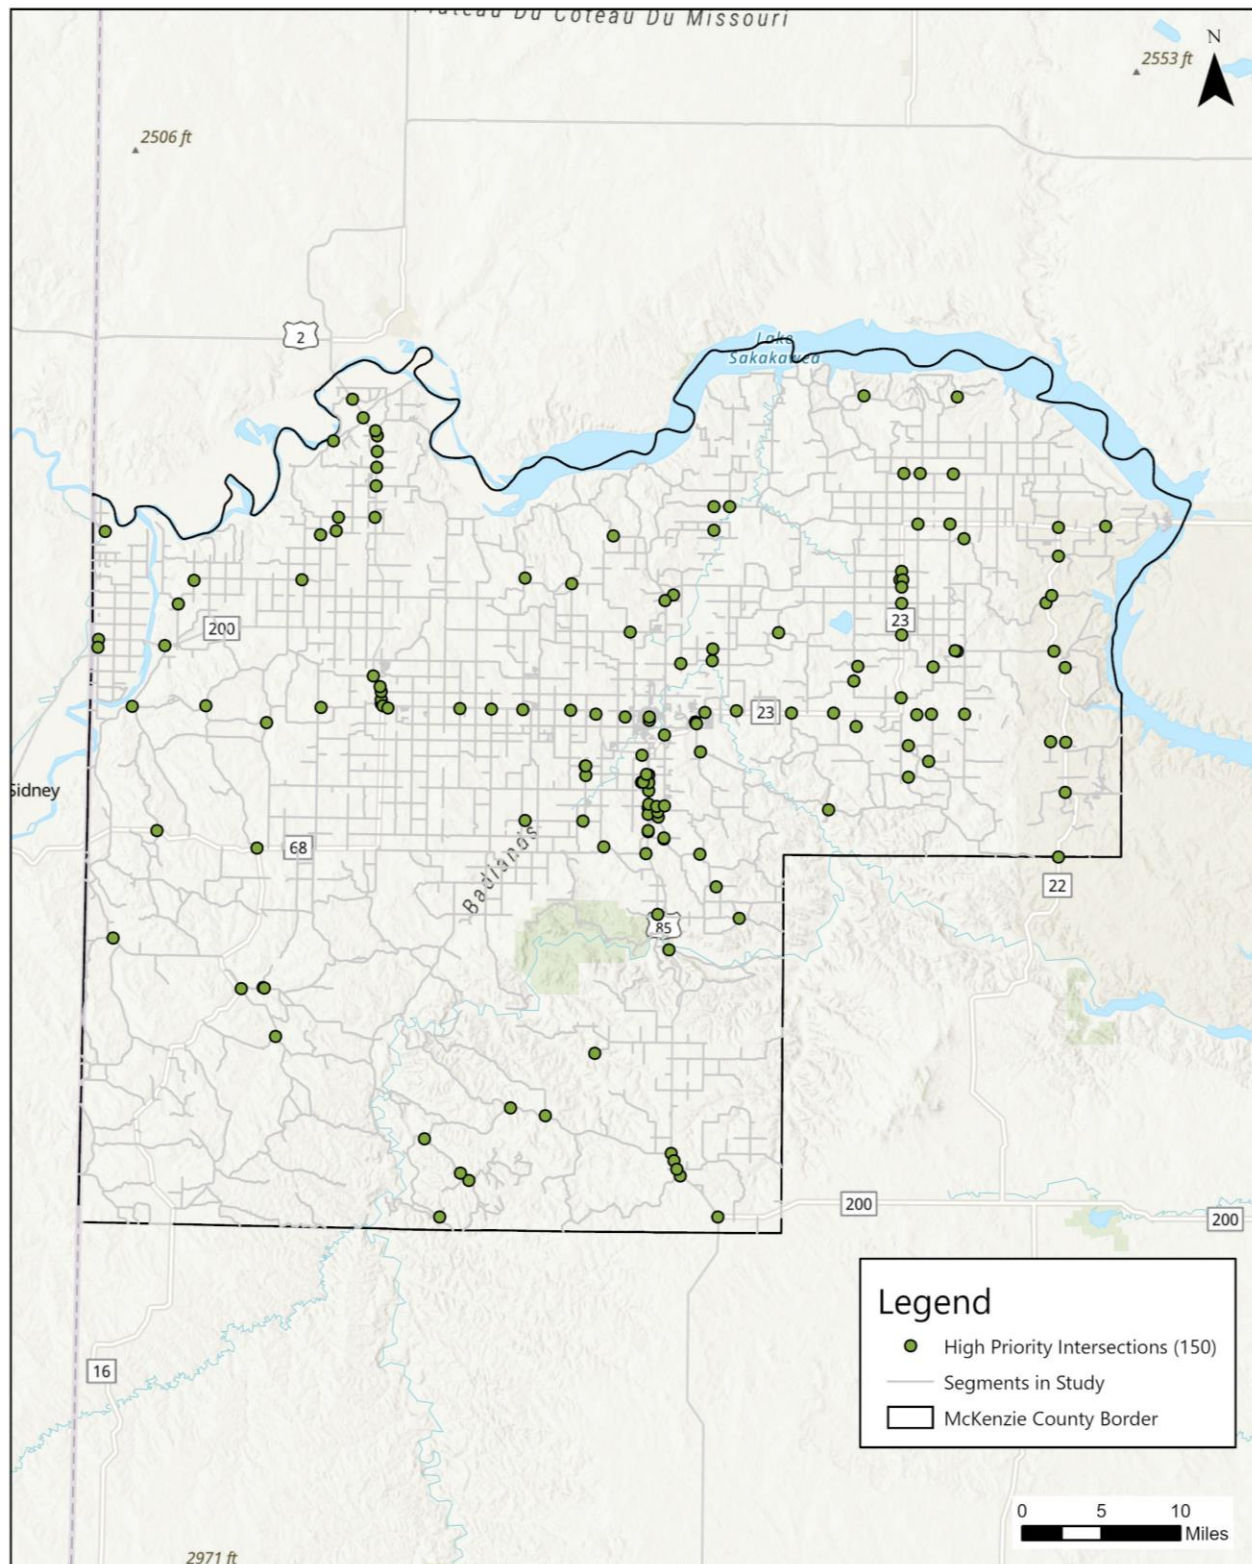 Plateau Du Coteau Du Missouri
N
2553 ft
2506 ft
2
Lake
Sakakawea
200
23
23
Sidney
68
Badlands
22
85
200
200
Legend
High Priority Intersections (150)
Segments in Study
McKenzie County Border
16
0 5 10
Miles
2971 ft